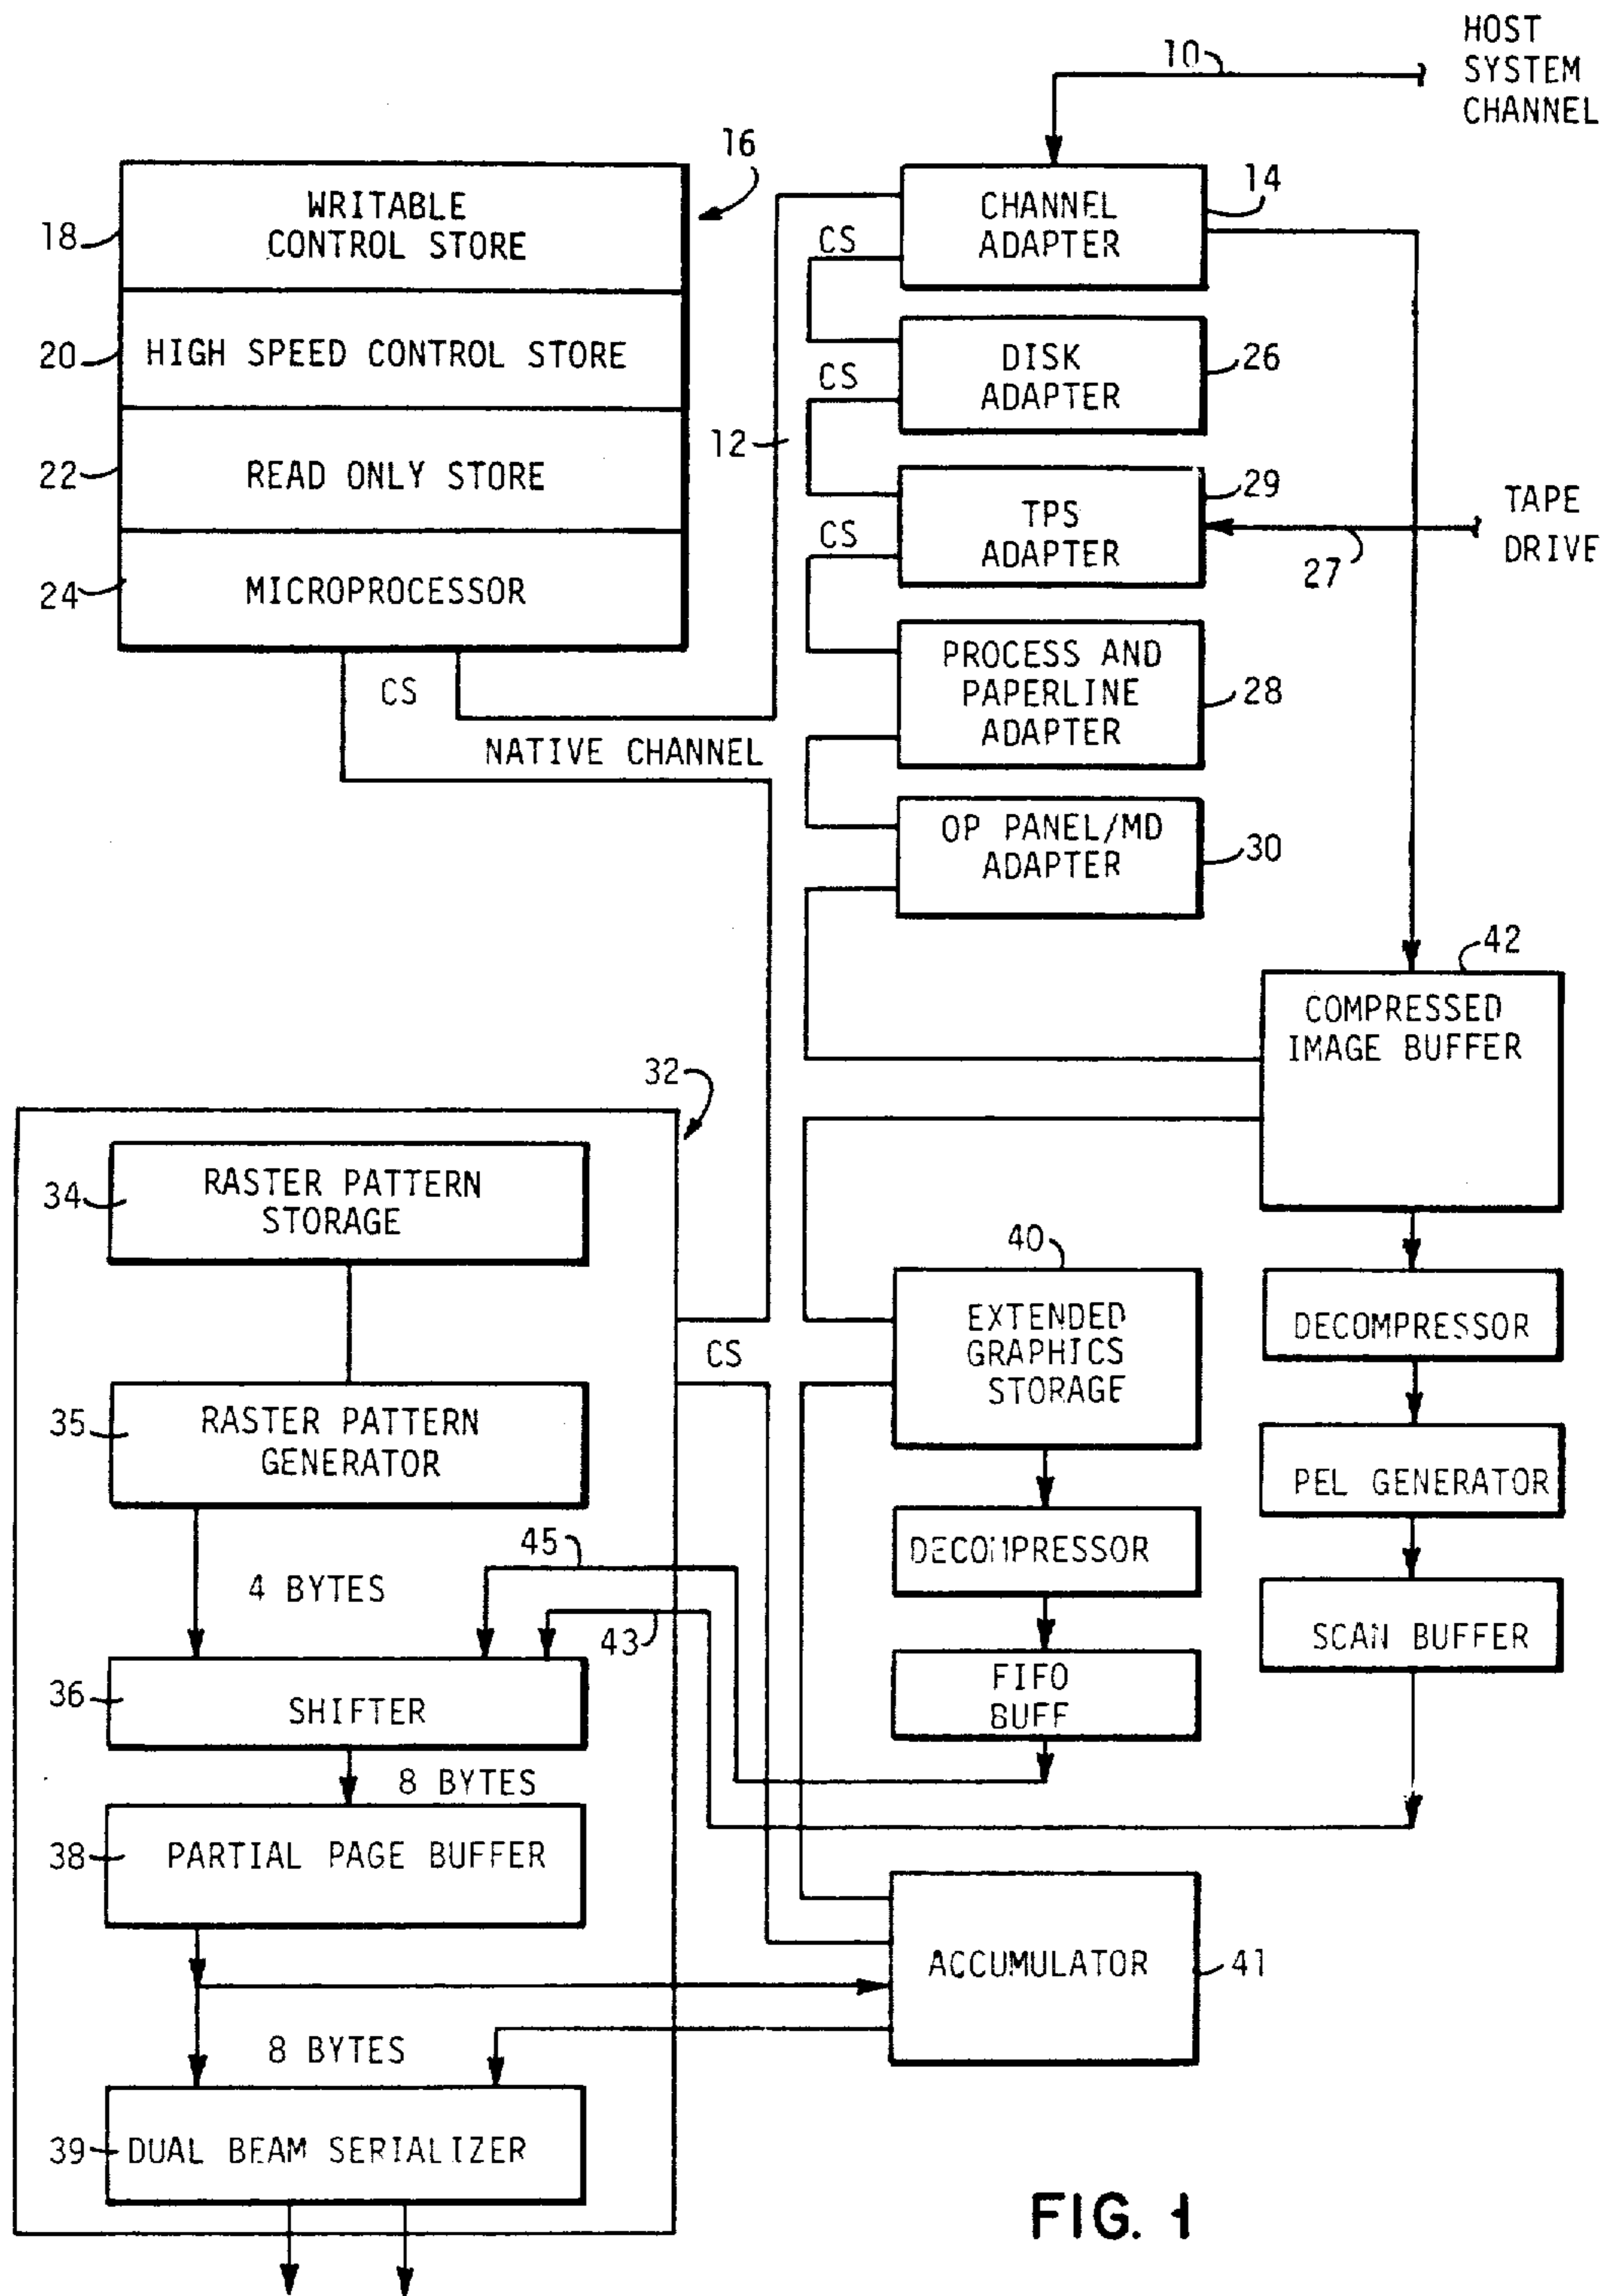 HOST
SYSTEM
CHANNEL
10
16
WRITABLE
CONTROL STORE
18
HIGH SPEED CONTROL STORE
20
READ ONLY STORE
22
MICROPROCESSOR
24
CS
NATIVE CHANNEL
12
CHANNEL
ADAPTER
14
CS
DISK
ADAPTER
26
CS
TPS
ADAPTER
29
TAPE
DRIVE
27
CS
PROCESS AND
PAPERLINE
ADAPTER
28
OP PANEL/MD
ADAPTER
30
42
COMPRESSED
IMAGE BUFFER
32
RASTER PATTERN
STORAGE
34
CS
40
EXTENDED
GRAPHICS
STORAGE
DECOMPRESSOR
RASTER PATTERN
GENERATOR
35
PEL GENERATOR
DECOMPRESSOR
45
4 BYTES
43
SCAN BUFFER
FIFO
BUFF
SHIFTER
36
8 BYTES
PARTIAL PAGE BUFFER
38
ACCUMULATOR
41
8 BYTES
DUAL BEAM SERIALIZER
39
FIG. 1